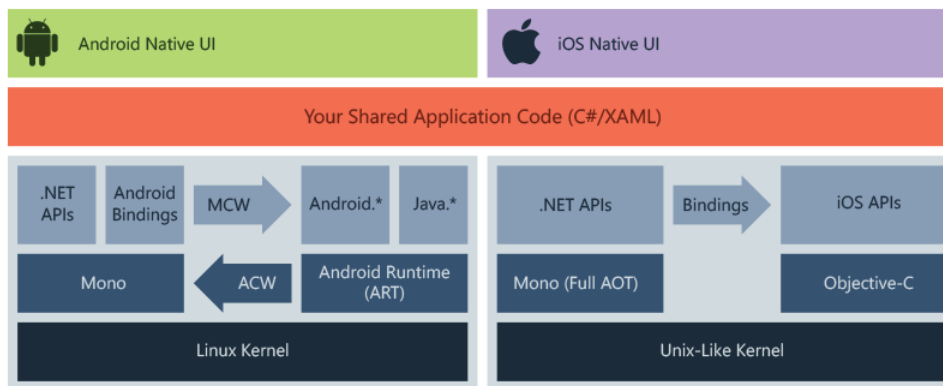 Android Native UI
iOS Native UI
Your Shared Application Code (C#/XAML)
.NET
APIs
Android
Bindings
MCW
Android.*
Java.*
.NET APIs
Bindings
iOS APIs
Mono
ACW
Android Runtime
(ART)
Mono (Full AOT)
Objective-C
Linux Kernel
Unix-Like Kernel